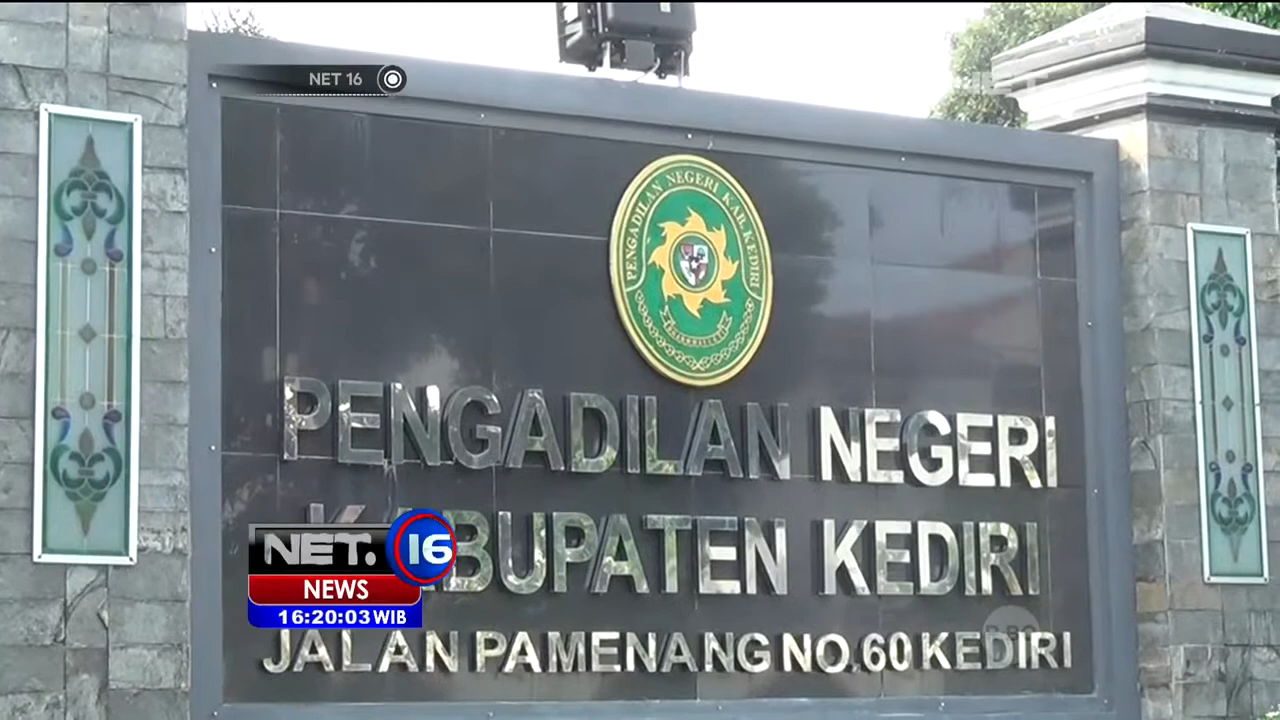 NET 16
PENGADILAN NEGERI KAB. KEDIRI
PENGADILAN NEGERI
KABUPATEN KEDIRI
NET. 16
NEWS
16:20:03 WIB
JALAN PAMENANG NO.60 KEDIRI